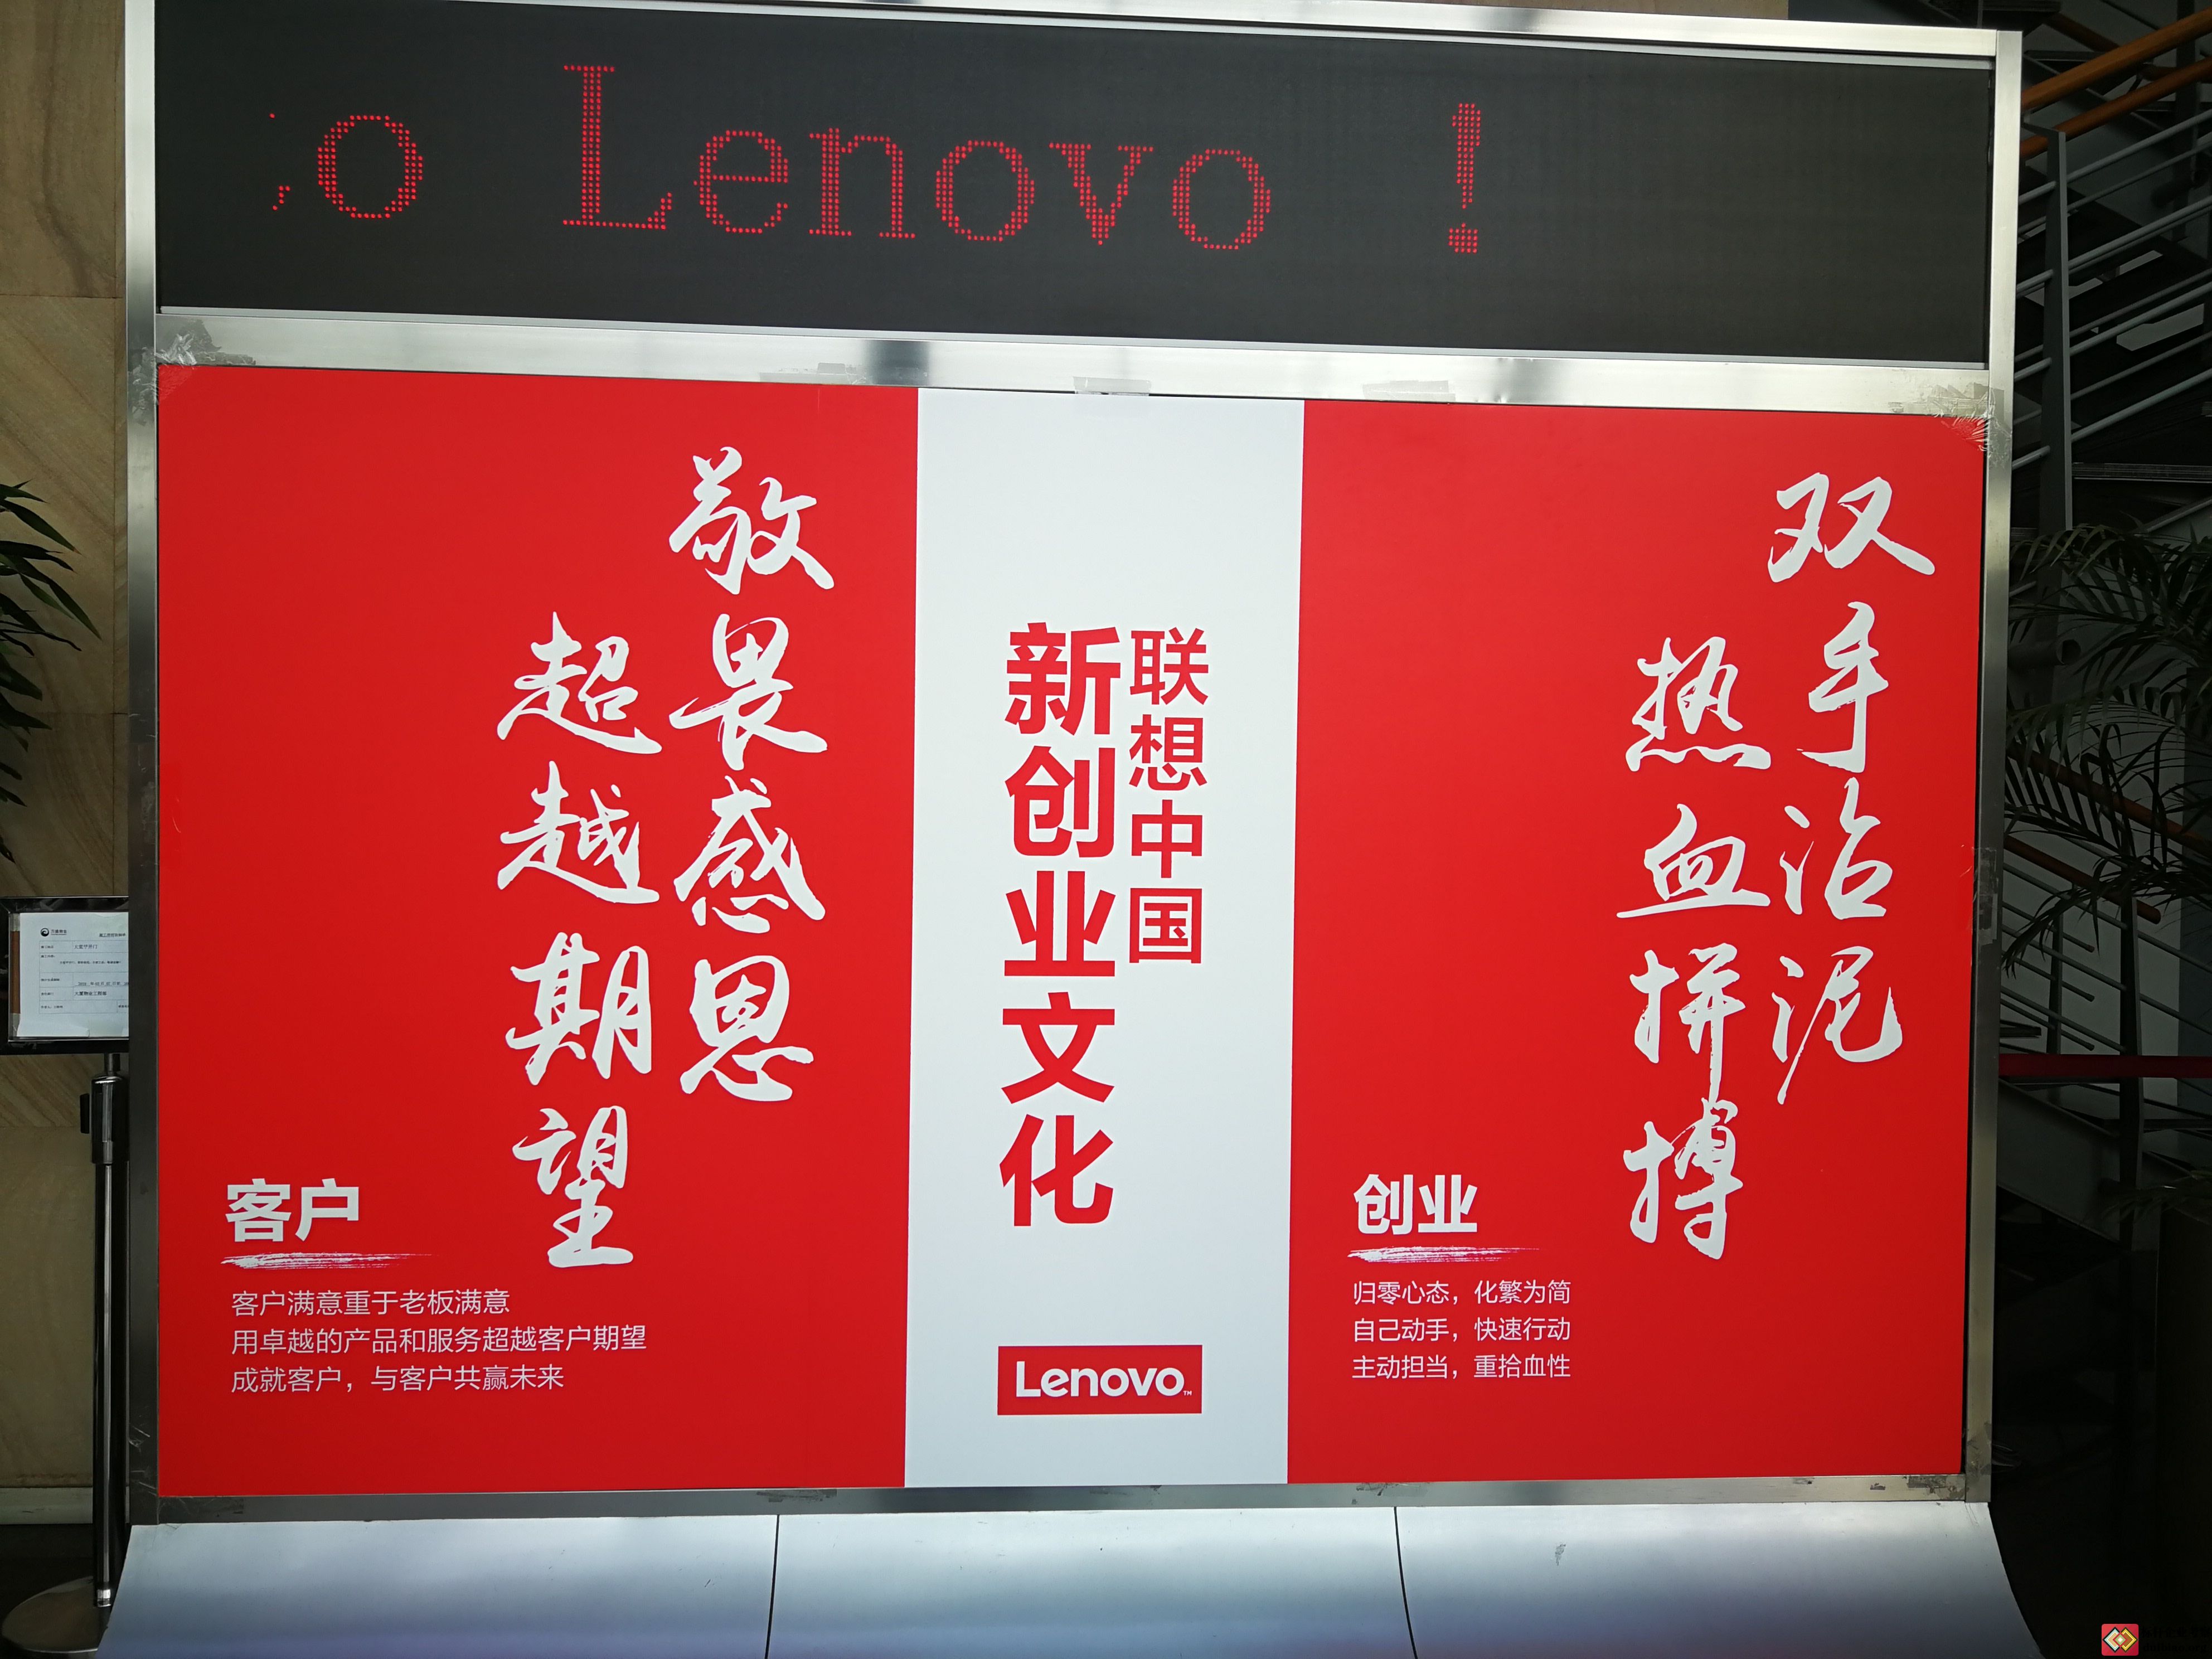 o Lenovo !
敬畏感恩
超越期望
客户
客户满意重于老板满意
用卓越的产品和服务超越客户期望
成就客户，与客户共赢未来
联想中国
新创业文化
Lenovo™
双手沾泥
热血拼搏
创业
归零心态，化繁为简
自己动手，快速行动
主动担当，重拾血性